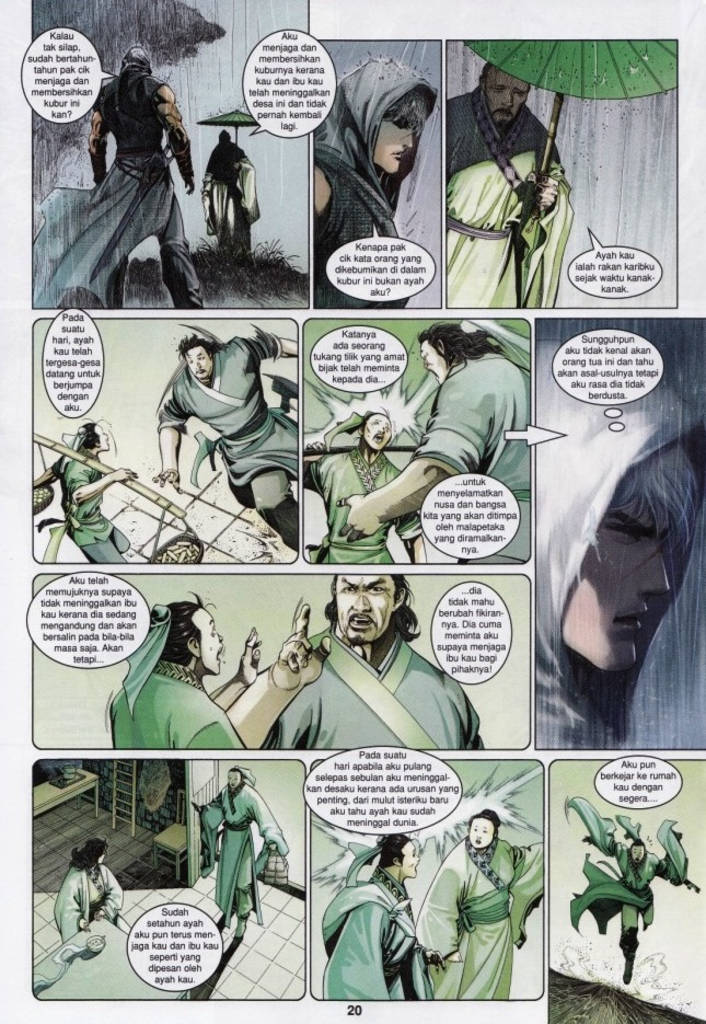 Kalau
tak silap,
sudah bertahun-
tahun pak cik
menjaga dan
membersihkan
kubur ini
kan?
Aku
menjaga dan
membersihkan
kuburnya kerana
kau dan ibu kau
telah meninggalkan
desa ini dan tidak
pernah kembali
lagi.
Kenapa pak
cik kata orang yang
dikebumikan di dalam
kubur ini bukan ayah
aku?
Ayah kau
ialah rakan karibku
sejak waktu kanak-
kanak.
Pada
suatu
hari, ayah
kau telah
tergesa-gesa
datang untuk
berjumpa
dengan
aku.
Katanya
ada seorang
tukang tilik yang amat
bijak telah meminta
kepada dia...
...untuk
menyelamatkan
nusa dan bangsa
kita yang akan ditimpa
oleh malapetaka
yang diramalkan-
nya.
Sungguhpun
aku tidak kenal akan
orang tua ini dan tahu
akan asal-usulnya tetapi
aku rasa dia tidak
berdusta.
Aku telah
memujuknya supaya
tidak meninggalkan ibu
kau kerana dia sedang
mengandung dan akan
bersalin pada bila-bila
masa saja. Akan
tetapi...
...dia
tidak mahu
berubah fikiran-
nya. Dia cuma
meminta aku
supaya menjaga
ibu kau bagi
pihaknya!
Sudah
setahun ayah
aku pun terus men-
jaga kau dan ibu kau
seperti yang
dipesan oleh
ayah kau.
Pada suatu
hari apabila aku pulang
selepas sebulan aku meninggal-
kan desaku kerana ada urusan yang
penting, dari mulut isteriku baru
aku tahu ayah kau sudah
meninggal dunia.
Aku pun
berkejar ke rumah
kau dengan
segera....
20